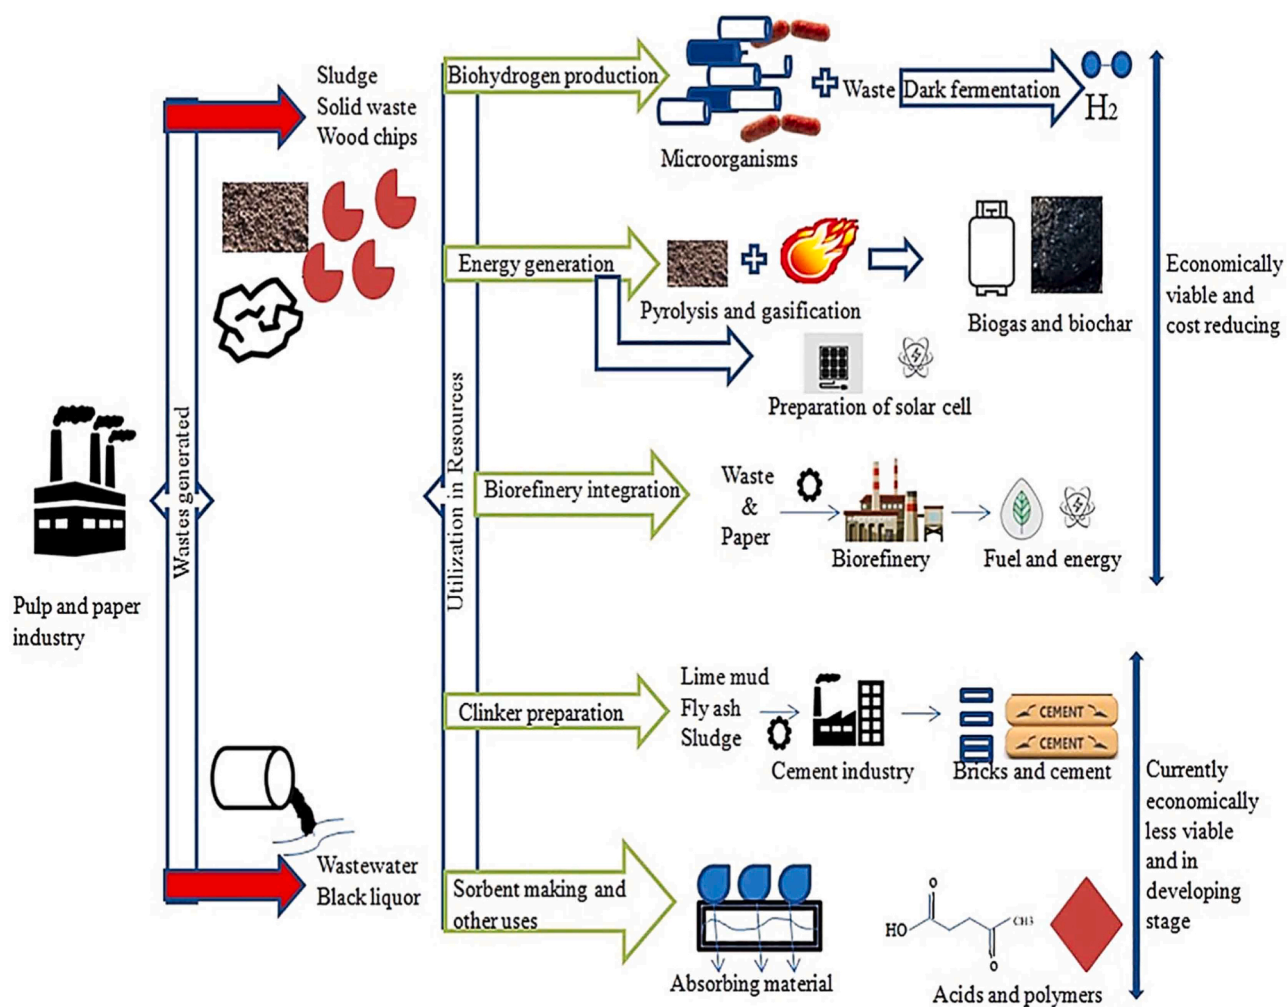 Pulp and paper
industry
Wastes generated
Sludge
Solid waste
Wood chips
Wastewater
Black liquor
Utilization in Resources
Biohydrogen production
Microorganisms
Waste
Dark fermentation
H2
Energy generation
Pyrolysis and gasification
Biogas and biochar
Preparation of solar cell
Biorefinery integration
Waste
&
Paper
Biorefinery
Fuel and energy
Economically
viable and
cost reducing
Clinker preparation
Lime mud
Fly ash
Sludge
Cement industry
CEMENT
CEMENT
Bricks and cement
Sorbent making and
other uses
Absorbing material
O
HO
CH3
O
Acids and polymers
Currently
economically
less viable
and in
developing
stage